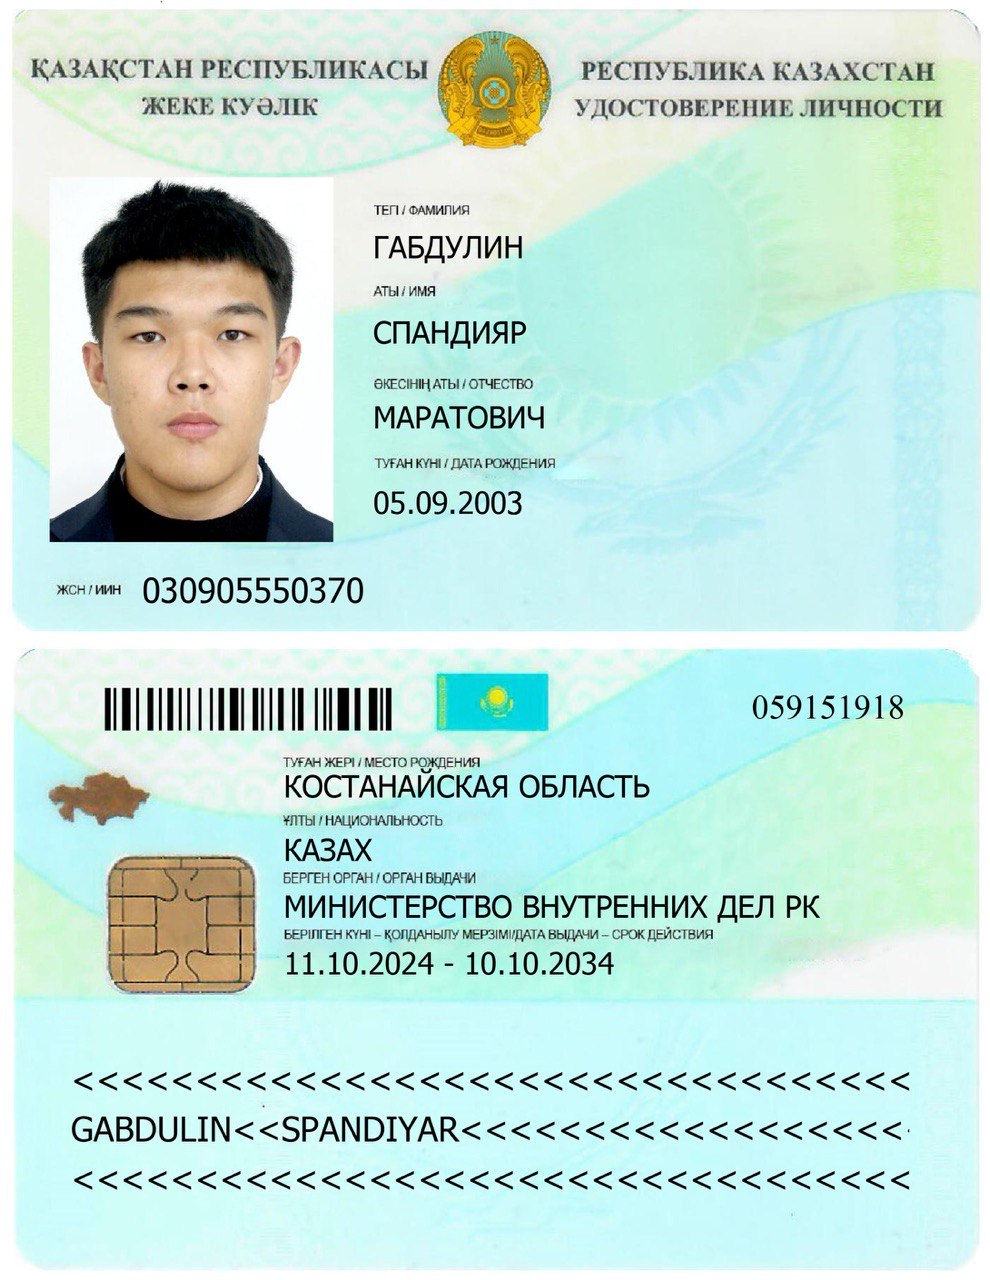 ҚАЗАҚСТАН РЕСПУБЛИКАСЫ
ЖЕКЕ КУӘЛІК
РЕСПУБЛИКА КАЗАХСТАН
УДОСТОВЕРЕНИЕ ЛИЧНОСТИ
ТЕГІ / ФАМИЛИЯ
ГАБДУЛИН
АТЫ / ИМЯ
СПАНДИЯР
ӘКЕСІНІҢ АТЫ / ОТЧЕСТВО
МАРАТОВИЧ
ТУҒАН КҮНІ / ДАТА РОЖДЕНИЯ
05.09.2003
ЖСН / ИИН 030905550370
059151918
ТУҒАН ЖЕРІ / МЕСТО РОЖДЕНИЯ
КОСТАНАЙСКАЯ ОБЛАСТЬ
ҰЛТЫ / НАЦИОНАЛЬНОСТЬ
КАЗАХ
БЕРГЕН ОРГАН / ОРГАН ВЫДАЧИ
МИНИСТЕРСТВО ВНУТРЕННИХ ДЕЛ РК
БЕРІЛГЕН КҮНІ – ҚОЛДАНЫЛУ МЕРЗІМІ/ДАТА ВЫДАЧИ – СРОК ДЕЙСТВИЯ
11.10.2024 - 10.10.2034
<<<<<<<<<<<<<<<<<<<<<<<<<<<<<<<<<<<
GABDULIN<<SPANDIYAR<<<<<<<<<<<<<<<<<<<
<<<<<<<<<<<<<<<<<<<<<<<<<<<<<<<<<<<